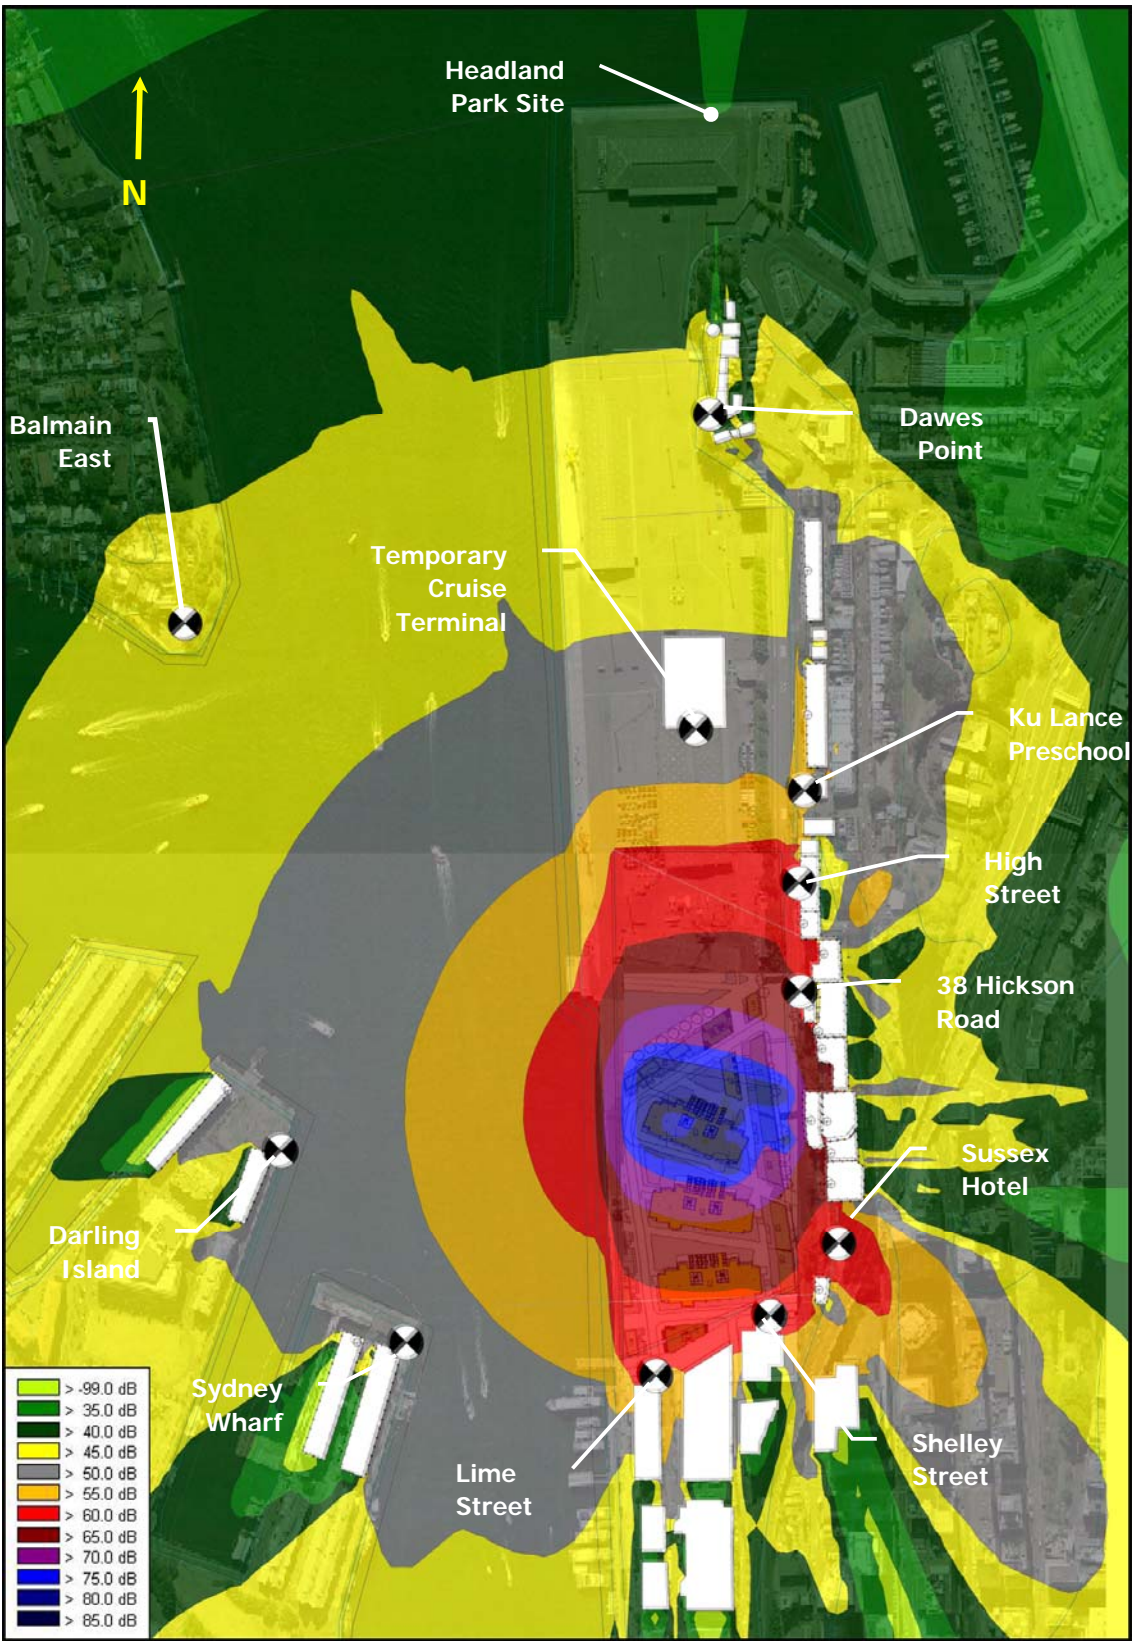 Headland
Park Site
N
Balmain
East
Dawes
Point
Temporary
Cruise
Terminal
Ku Lance
Preschool
High
Street
38 Hickson
Road
Sussex
Hotel
Darling
Island
Sydney
Wharf
Lime
Street
Shelley
Street
> -99.0 dB
> 35.0 dB
> 40.0 dB
> 45.0 dB
> 50.0 dB
> 55.0 dB
> 60.0 dB
> 65.0 dB
> 70.0 dB
> 75.0 dB
> 80.0 dB
> 85.0 dB